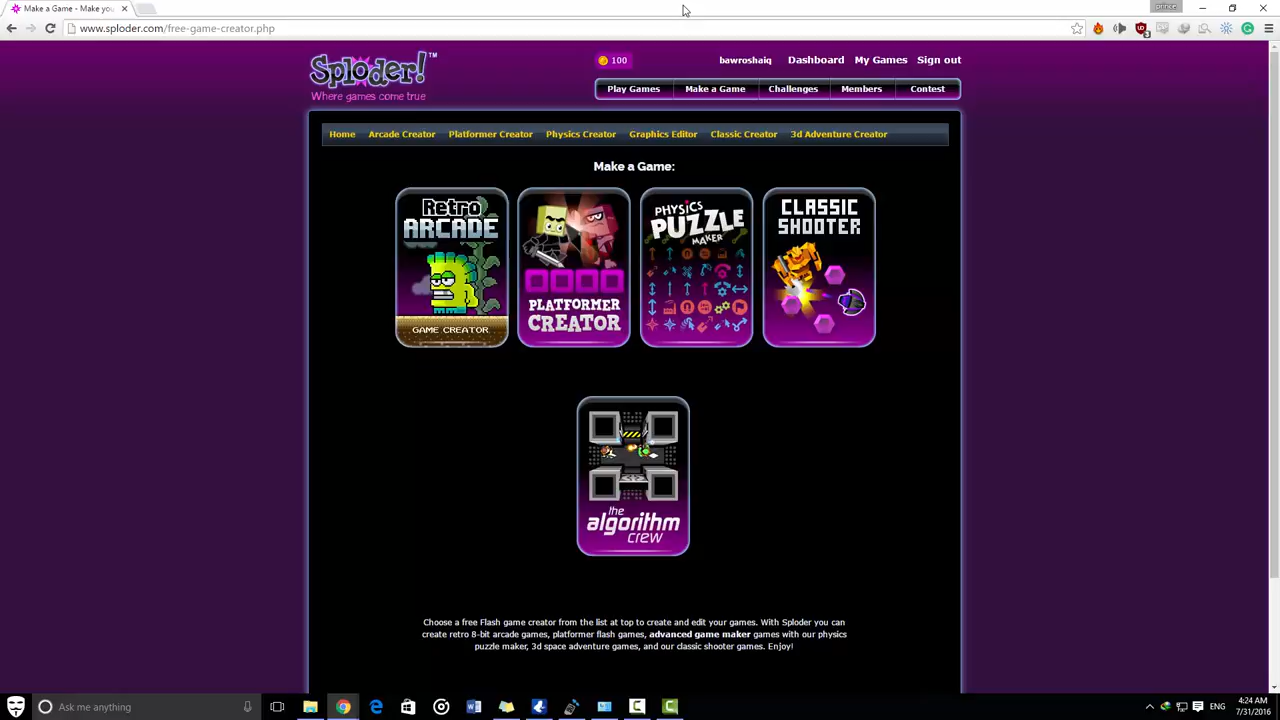 Make a Game - Make you
prince
www.sploder.com/free-game-creator.php
Sploder!™
Where games come true
100
bawroshaiq Dashboard My Games Sign out
Play Games Make a Game Challenges Members Contest
Home Arcade Creator Platformer Creator Physics Creator Graphics Editor Classic Creator 3d Adventure Creator
Make a Game:
Retro
ARCADE
GAME CREATOR
PLATFORMER
CREATOR
PHYSICS
PUZZLE
MAKER
CLASSIC
SHOOTER
the
algorithm
crew
Choose a free Flash game creator from the list at top to create and edit your games. With Sploder you can
create retro 8-bit arcade games, platformer flash games, advanced game maker games with our physics
puzzle maker, 3d space adventure games, and our classic shooter games. Enjoy!
Ask me anything
ENG
4:24 AM
7/31/2016